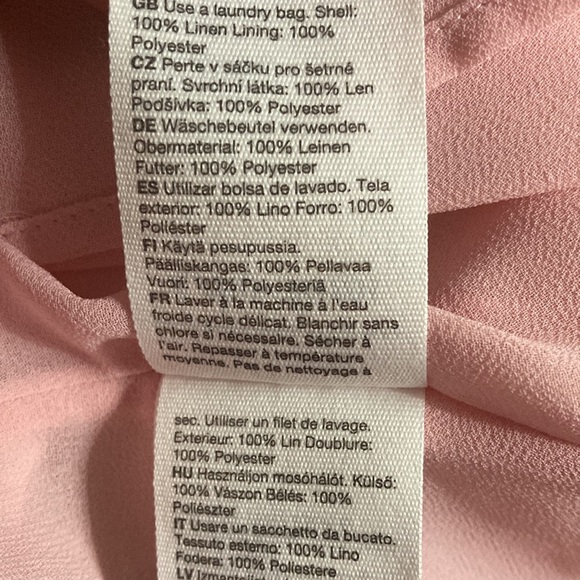 GB Use a laundry bag. Shell:
100% Linen Lining: 100%
Polyester
CZ Perte v sáčku pro šetrné
praní. Svrchní látka: 100% Len
Podšívka: 100% Polyester
DE Wäschebeutel verwenden.
Obermaterial: 100% Leinen
Futter: 100% Polyester
ES Utilizar bolsa de lavado. Tela
exterior: 100% Lino Forro: 100%
Poliéster
FI Käytä pesupussia.
Päälliskangas: 100% Pellavaa
Vuori: 100% Polyesteriä
FR Laver à la machine à l'eau
froide cycle délicat. Blanchir sans
chlore si nécessaire. Sécher à
l'air. Repasser à température
moyenne. Pas de nettoyage à
sec. Utiliser un filet de lavage.
Exterieur: 100% Lin Doublure:
100% Polyester
HU Használjon mosóhálót. Külső:
100% Vászon Bélés: 100%
Poliészter
IT Usare un sacchetto da bucato.
Tessuto esterno: 100% Lino
Fodera: 100% Poliestere
LV